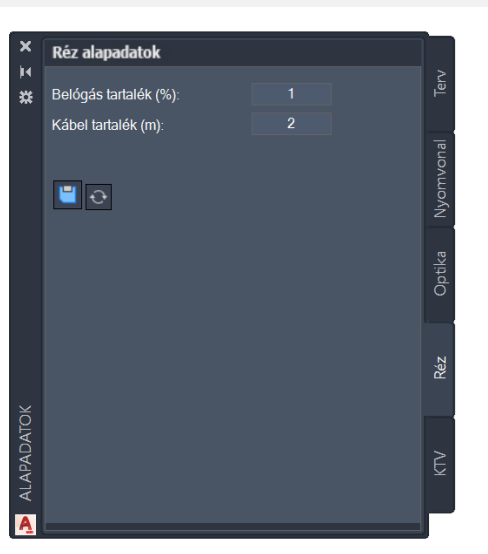 Réz alapadatok
Belógás tartalék (%):
1
Kábel tartalék (m):
2
Terv
Nyomvonal
Optika
Réz
KTV
ALAPADATOK
A